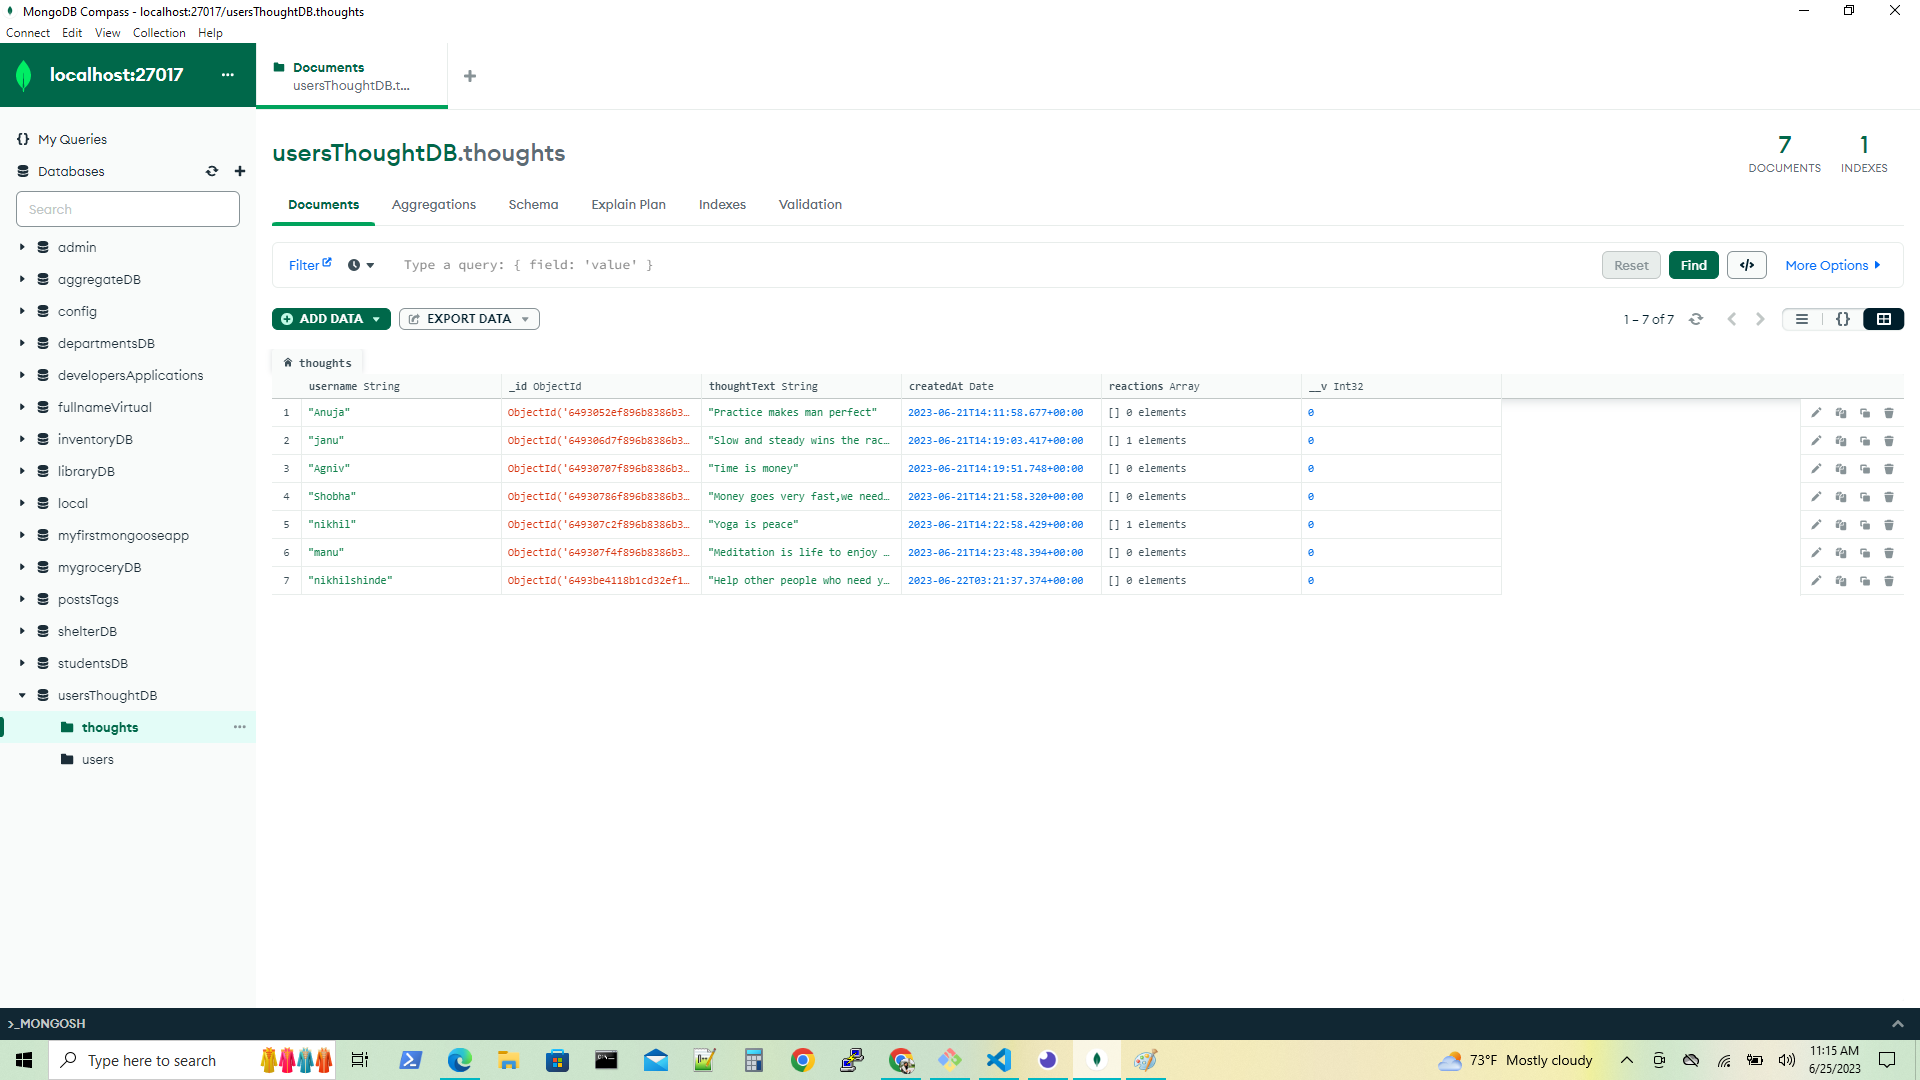 MongoDB Compass - localhost:27017/usersThoughtDB.thoughts
Connect Edit View Collection Help
localhost:27017 ...
Documents
usersThoughtDB.t...
{} My Queries
Databases
Search
admin
aggregateDB
config
departmentsDB
developersApplications
fullnameVirtual
inventoryDB
libraryDB
local
myfirstmongooseapp
mygroceryDB
postsTags
shelterDB
studentsDB
usersThoughtDB
thoughts ...
users
usersThoughtDB.thoughts
7 DOCUMENTS
1 INDEXES
Documents Aggregations Schema Explain Plan Indexes Validation
Filter Type a query: { field: 'value' } Reset Find </> More Options
ADD DATA EXPORT DATA 1 – 7 of 7 {}
thoughts
username String _id ObjectId thoughtText String createdAt Date reactions Array __v Int32
1 "Anuja" ObjectId('6493052ef896b8386b3… "Practice makes man perfect" 2023-06-21T14:11:58.677+00:00 [] 0 elements 0
2 "janu" ObjectId('649306d7f896b8386b3… "Slow and steady wins the rac… 2023-06-21T14:19:03.417+00:00 [] 1 elements 0
3 "Agniv" ObjectId('64930707f896b8386b3… "Time is money" 2023-06-21T14:19:51.748+00:00 [] 0 elements 0
4 "Shobha" ObjectId('64930786f896b8386b3… "Money goes very fast,we need… 2023-06-21T14:21:58.320+00:00 [] 0 elements 0
5 "nikhil" ObjectId('649307c2f896b8386b3… "Yoga is peace" 2023-06-21T14:22:58.429+00:00 [] 1 elements 0
6 "manu" ObjectId('649307f4f896b8386b3… "Meditation is life to enjoy … 2023-06-21T14:23:48.394+00:00 [] 0 elements 0
7 "nikhilshinde" ObjectId('6493be4118b1cd32ef1… "Help other people who need y… 2023-06-22T03:21:37.374+00:00 [] 0 elements 0
>_MONGOSH
Type here to search
73°F Mostly cloudy
11:15 AM
6/25/2023